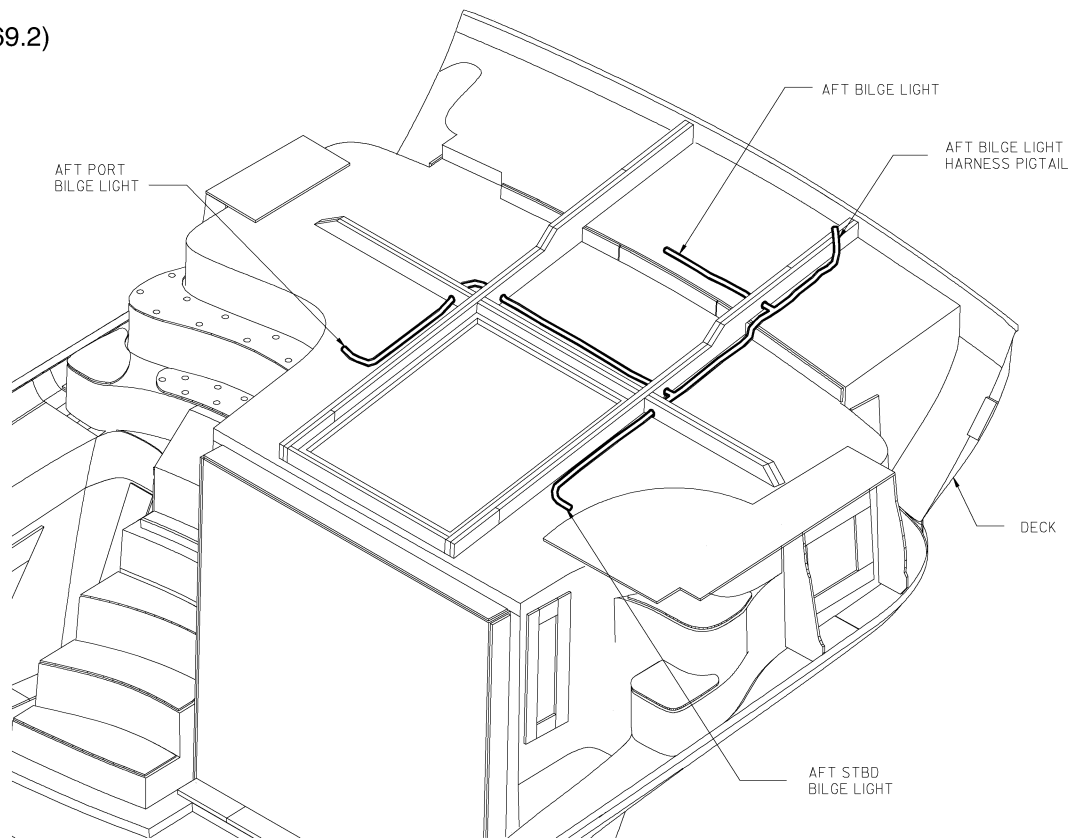 69.2)
AFT BILGE LIGHT
AFT BILGE LIGHT
HARNESS PIGTAIL
AFT PORT
BILGE LIGHT
DECK
AFT STBD
BILGE LIGHT